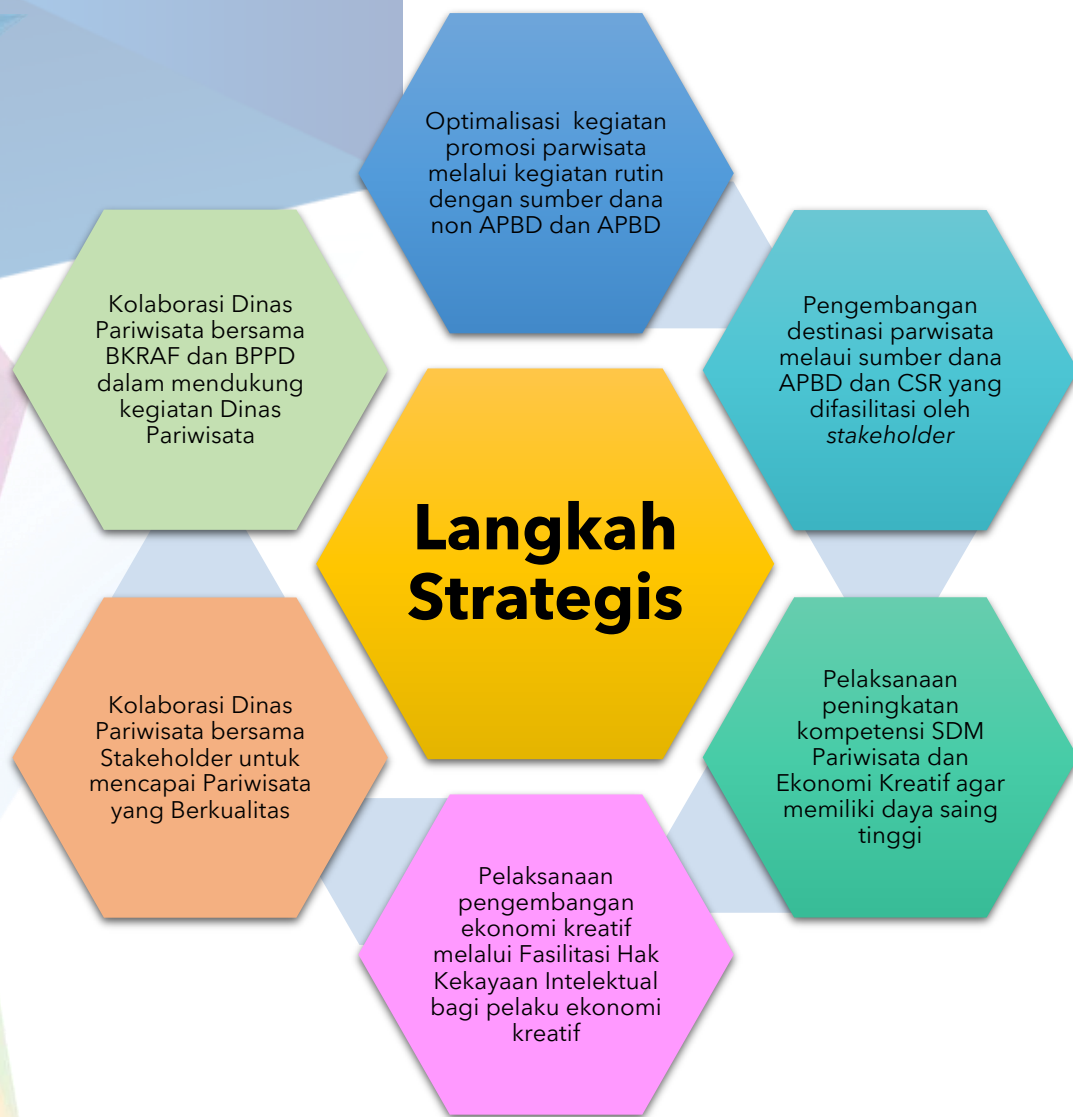 Optimalisasi kegiatan
promosi parwisata
melalui kegiatan rutin
dengan sumber dana
non APBD dan APBD
Pengembangan
destinasi parwisata
melaui sumber dana
APBD dan CSR yang
difasilitasi oleh
stakeholder
Pelaksanaan
peningkatan
kompetensi SDM
Pariwisata dan
Ekonomi Kreatif agar
memiliki daya saing
tinggi
Pelaksanaan
pengembangan
ekonomi kreatif
melalui Fasilitasi Hak
Kekayaan Intelektual
bagi pelaku ekonomi
kreatif
Kolaborasi Dinas
Pariwisata bersama
Stakeholder untuk
mencapai Pariwisata
yang Berkualitas
Kolaborasi Dinas
Pariwisata bersama
BKRAF dan BPPD
dalam mendukung
kegiatan Dinas
Pariwisata
Langkah
Strategis